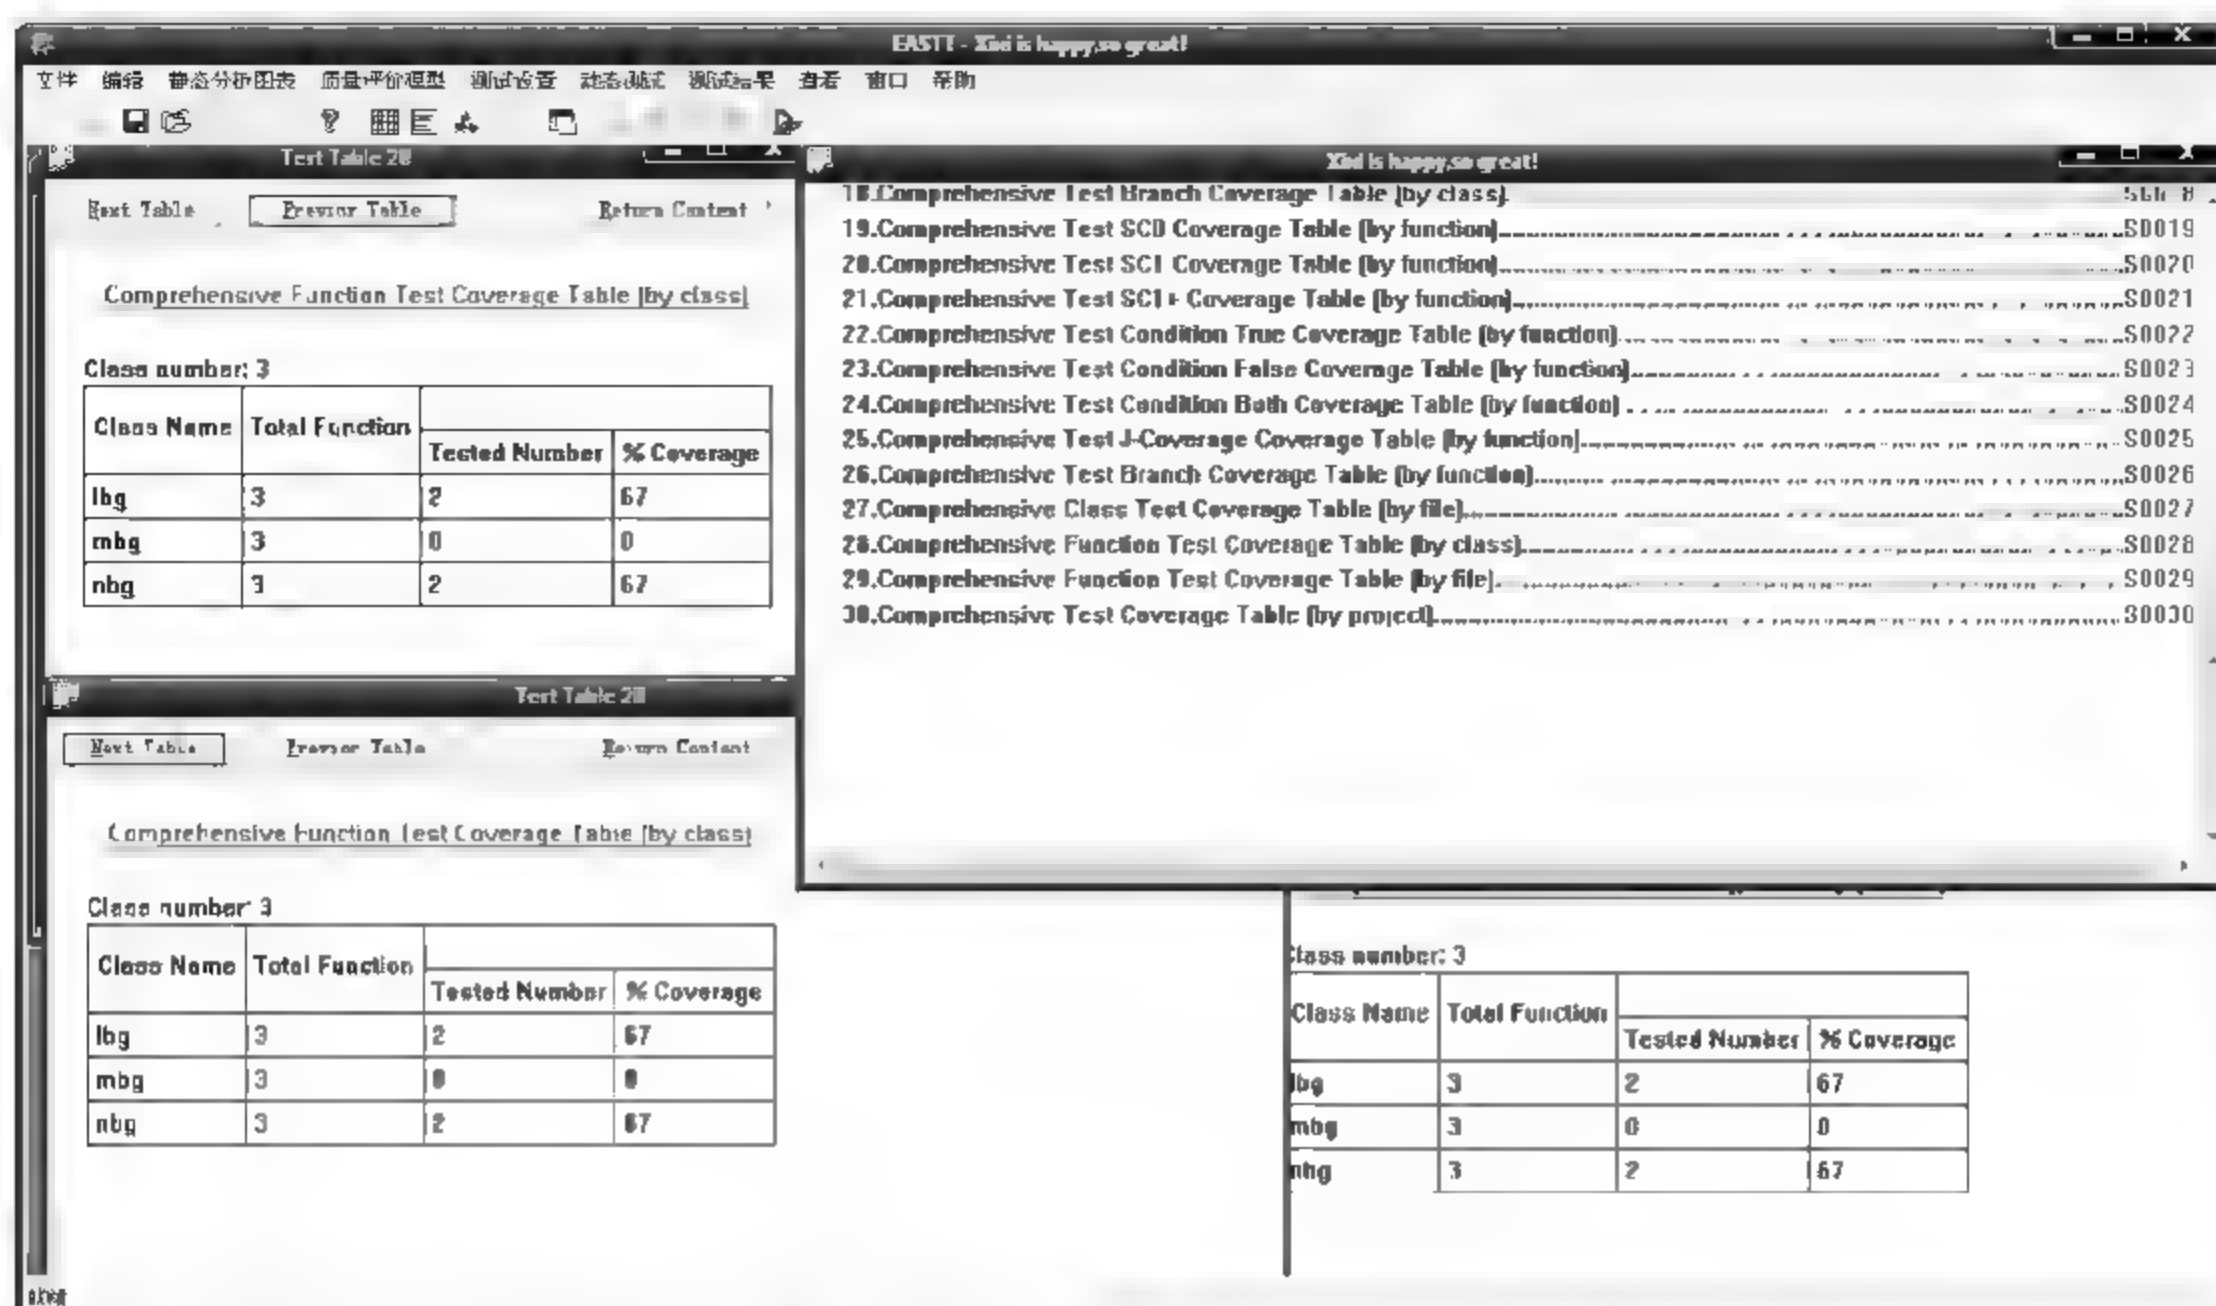 EASTT - Xind is happy,so great!
文件 编辑 静态分析图表 质量评价模型 测试设置 动态测试 测试结果 查看 窗口 帮助
Test Table 28
Next Table Previor Table Return Content
Comprehensive Function Test Coverage Table (by class)
Class number: 3
Class Name Total Function
Tested Number % Coverage
lbg 3 2 67
mbg 3 0 0
nbg 3 2 67
Test Table 28
Next Table Previor Table Return Content
Comprehensive Function Test Coverage Table (by class)
Class number: 3
Class Name Total Function
Tested Number % Coverage
lbg 3 2 67
mbg 3 0 0
nbg 3 2 67
is happy,so great!
18.Comprehensive Test Branch Coverage Table (by class)
19.Comprehensive Test SC0 Coverage Table (by function) S0019
20.Comprehensive Test SC1 Coverage Table (by function) S0020
21.Comprehensive Test SC1+ Coverage Table (by function) S0021
22.Comprehensive Test Condition True Coverage Table (by function) S0022
23.Comprehensive Test Condition False Coverage Table (by function) S0023
24.Comprehensive Test Condition Both Coverage Table (by function) S0024
25.Comprehensive Test J-Coverage Coverage Table (by function) S0025
26.Comprehensive Test Branch Coverage Table (by function) S0026
27.Comprehensive Class Test Coverage Table (by file) S0027
28.Comprehensive Function Test Coverage Table (by class) S0028
29.Comprehensive Function Test Coverage Table (by file) S0029
30.Comprehensive Test Coverage Table (by project) S0030
Class number: 3
Class Name Total Function
Tested Number % Coverage
lbg 3 2 67
mbg 3 0 0
nbg 3 2 67